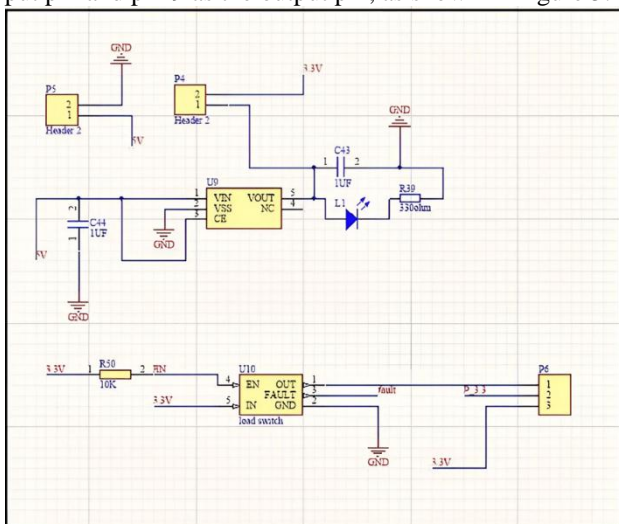 GND
3.3V
P5
2
1
Header 2
5V
P4
2
1
Header 2
GND
C43
1 2
1UF
U9
1 VIN VOUT 5
2 VSS NC 4
3 CE
L1
R39
330ohm
2
C44
1UF
1
GND
5V
GND
3.3V 1 R50 2 EN
10K
U10
4 EN OUT 1
FAULT 3 fault
3.3V 5 IN GND 2
load switch
GND
P_3.3
P6
1
2
3
3.3V